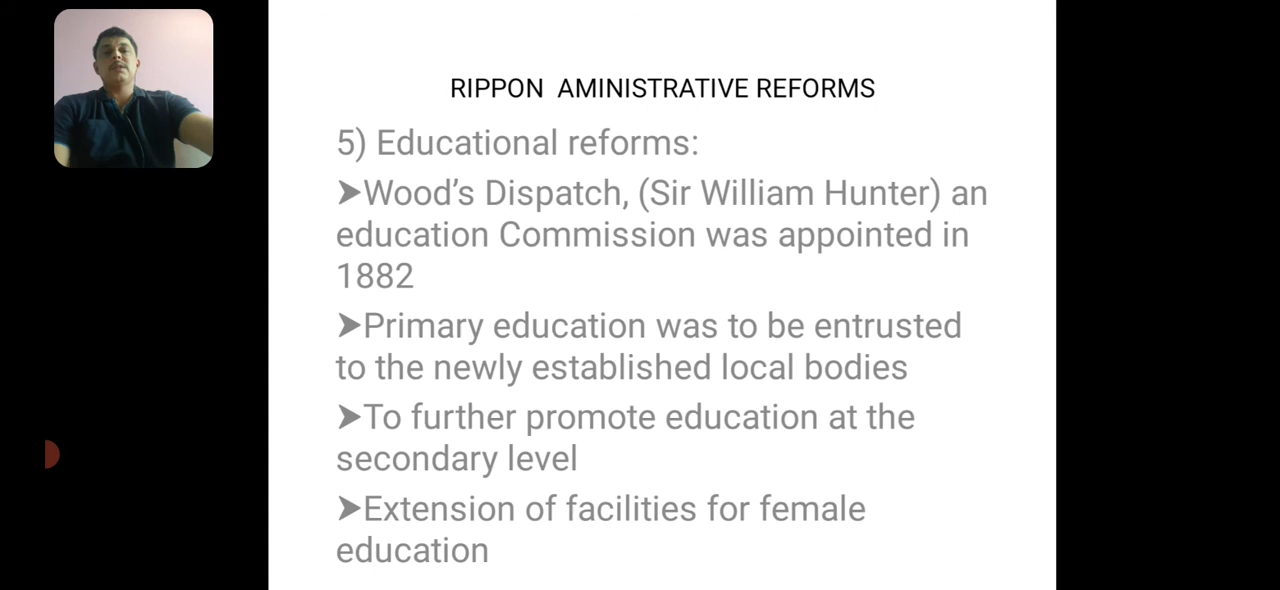 RIPPON AMINISTRATIVE REFORMS
5) Educational reforms:
➤Wood’s Dispatch, (Sir William Hunter) an
education Commission was appointed in
1882
➤Primary education was to be entrusted
to the newly established local bodies
➤To further promote education at the
secondary level
➤Extension of facilities for female
education